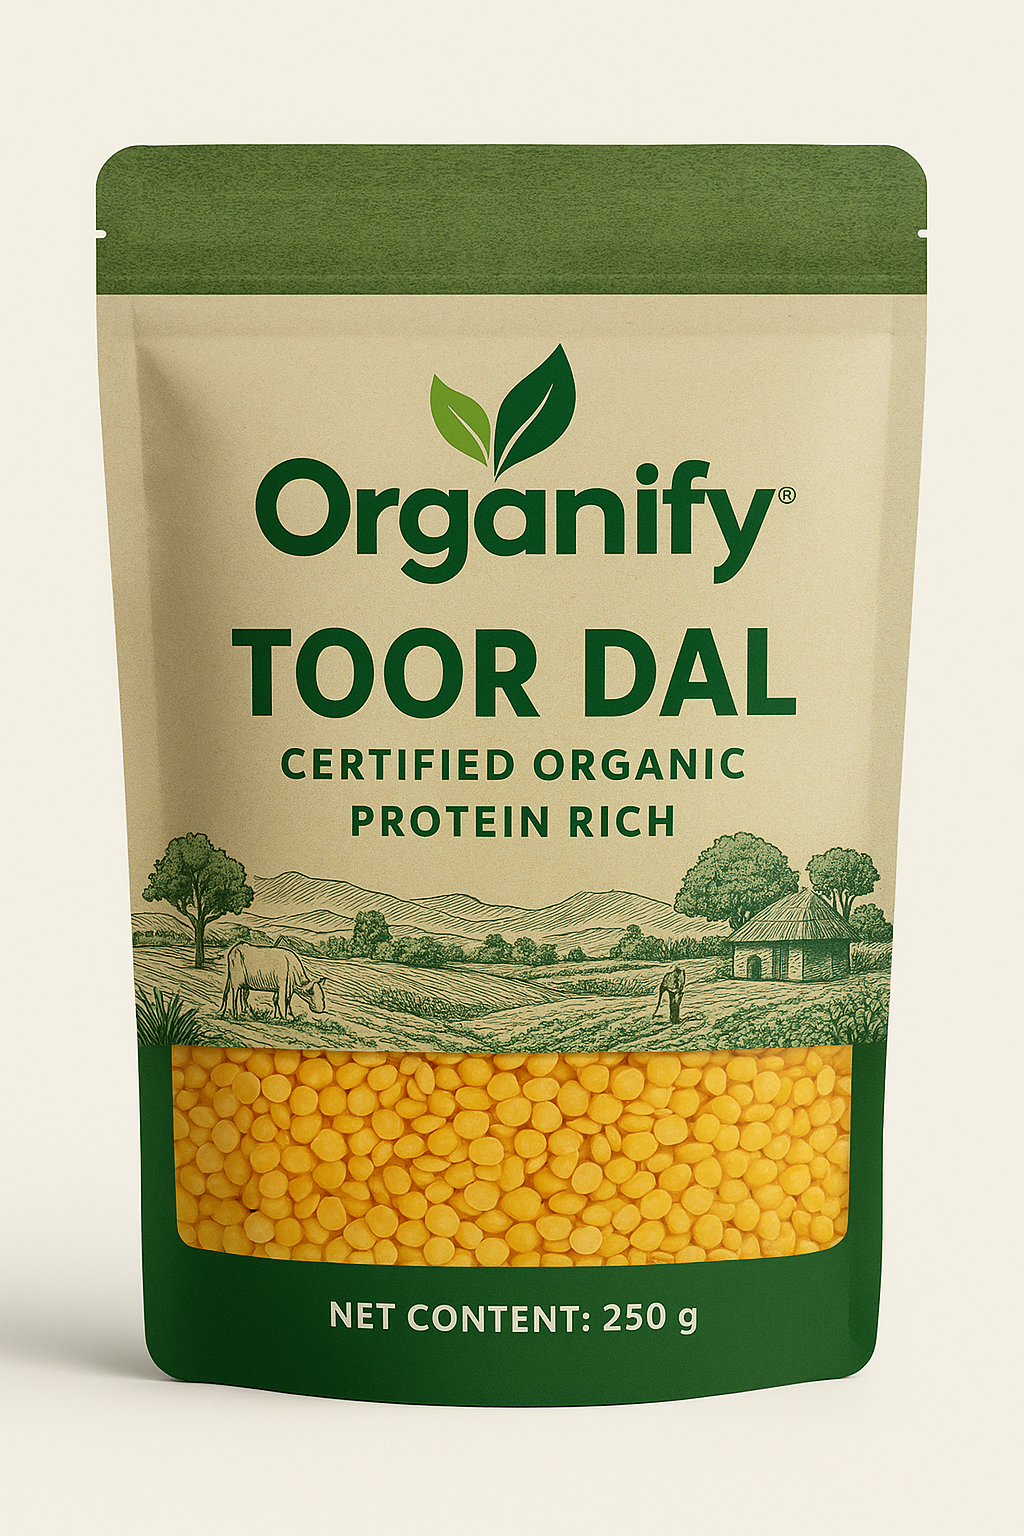 Organify®
TOOR DAL
CERTIFIED ORGANIC
PROTEIN RICH
NET CONTENT: 250 g